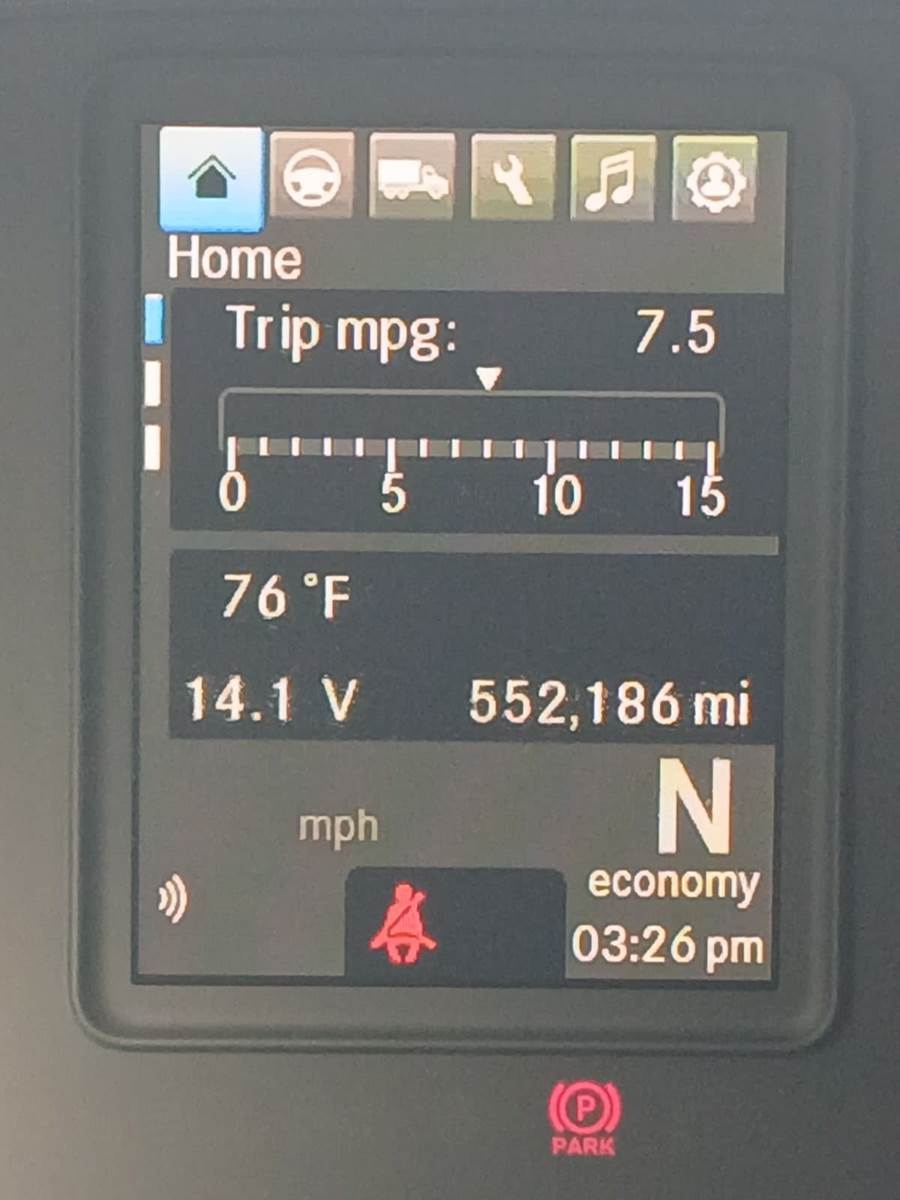 Home
Trip mpg: 7.5
0 5 10 15
76 °F
14.1 V 552,186 mi
N
mph
economy
03:26 pm
P
PARK